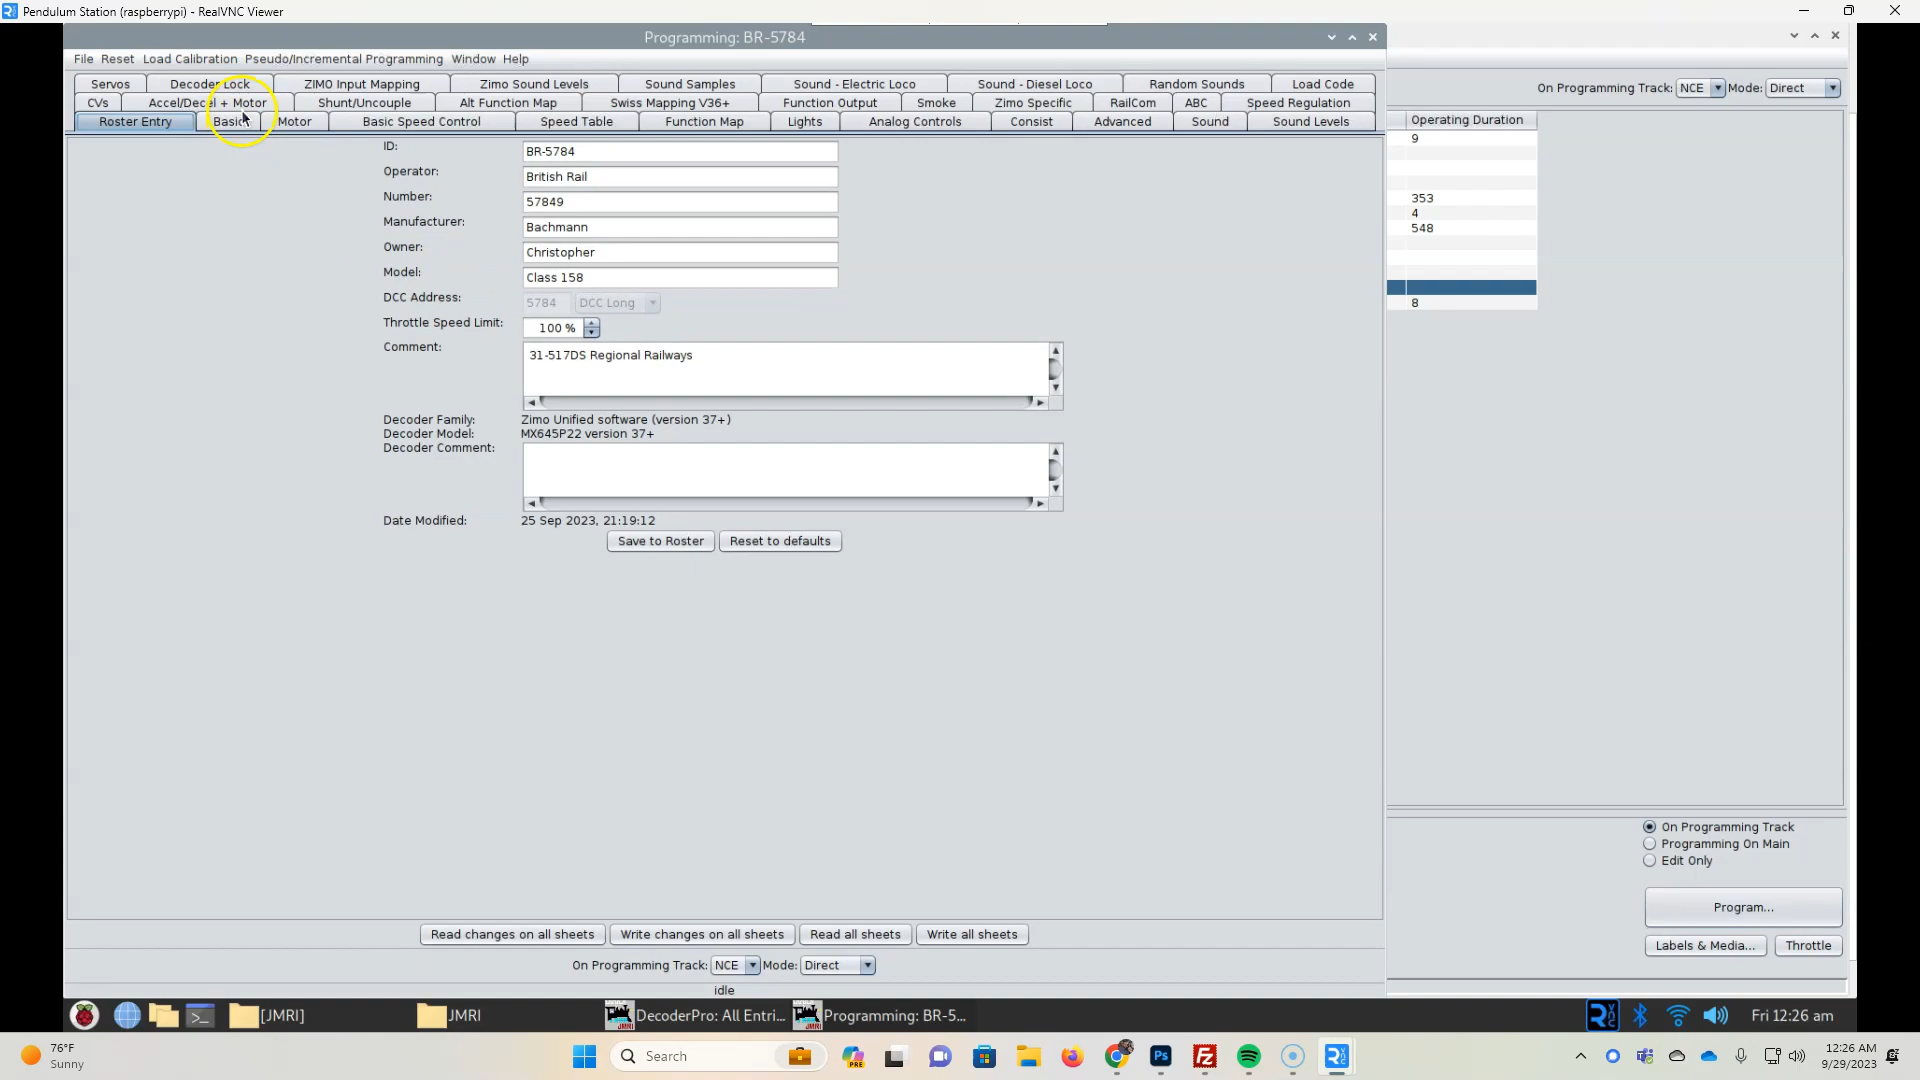 Pendulum Station (raspberrypi) - RealVNC Viewer
Programming: BR-5784
File Reset Load Calibration Pseudo/Incremental Programming Window Help
Servos Decoder Lock ZIMO Input Mapping Zimo Sound Levels Sound Samples Sound - Electric Loco Sound - Diesel Loco Random Sounds Load Code
CVs Accel/Decel + Motor Shunt/Uncouple Alt Function Map Swiss Mapping V36+ Function Output Smoke Zimo Specific RailCom ABC Speed Regulation
Roster Entry Basic Motor Basic Speed Control Speed Table Function Map Lights Analog Controls Consist Advanced Sound Sound Levels
On Programming Track: NCE Mode: Direct
Operating Duration
9
353
4
548
8
ID: BR-5784
Operator: British Rail
Number: 57849
Manufacturer: Bachmann
Owner: Christopher
Model: Class 158
DCC Address: 5784 DCC Long
Throttle Speed Limit: 100 %
Comment: 31-517DS Regional Railways
Decoder Family: Zimo Unified software (version 37+)
Decoder Model: MX645P22 version 37+
Decoder Comment:
Date Modified: 25 Sep 2023, 21:19:12
Save to Roster Reset to defaults
On Programming Track
Programming On Main
Edit Only
Program...
Labels & Media... Throttle
Read changes on all sheets Write changes on all sheets Read all sheets Write all sheets
On Programming Track: NCE Mode: Direct
idle
[JMRI] JMRI DecoderPro: All Entri... Programming: BR-5... Fri 12:26 am
76°F
Sunny
Search
12:26 AM
9/29/2023